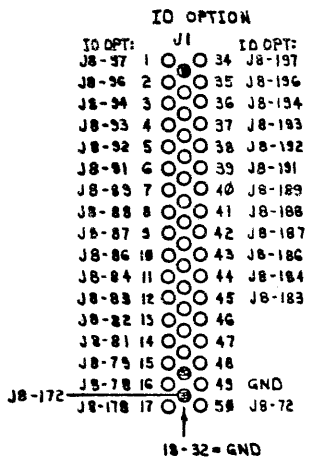 IO OPTION
IO OPT: J1 IO OPT:
J8-97 1 34 J8-197
J8-96 2 35 J8-196
J8-94 3 36 J8-194
J8-93 4 37 J8-193
J8-92 5 38 J8-192
J8-91 6 39 J8-191
J8-89 7 40 J8-189
J8-88 8 41 J8-188
J8-87 9 42 J8-187
J8-86 10 43 J8-186
J8-84 11 44 J8-184
J8-83 12 45 J8-183
J8-82 13 46
J8-81 14 47
J8-79 15 48
J8-78 16 49 GND
J8-172
J8-178 17 50 J8-72
18-32=GND